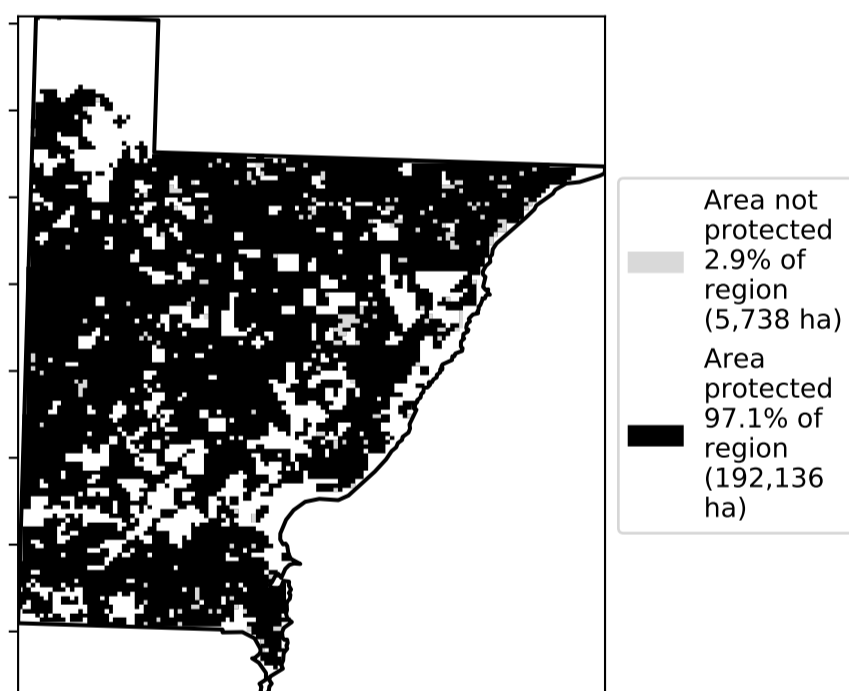 Area not
protected
2.9% of
region
(5,738 ha)
Area
protected
97.1% of
region
(192,136
ha)